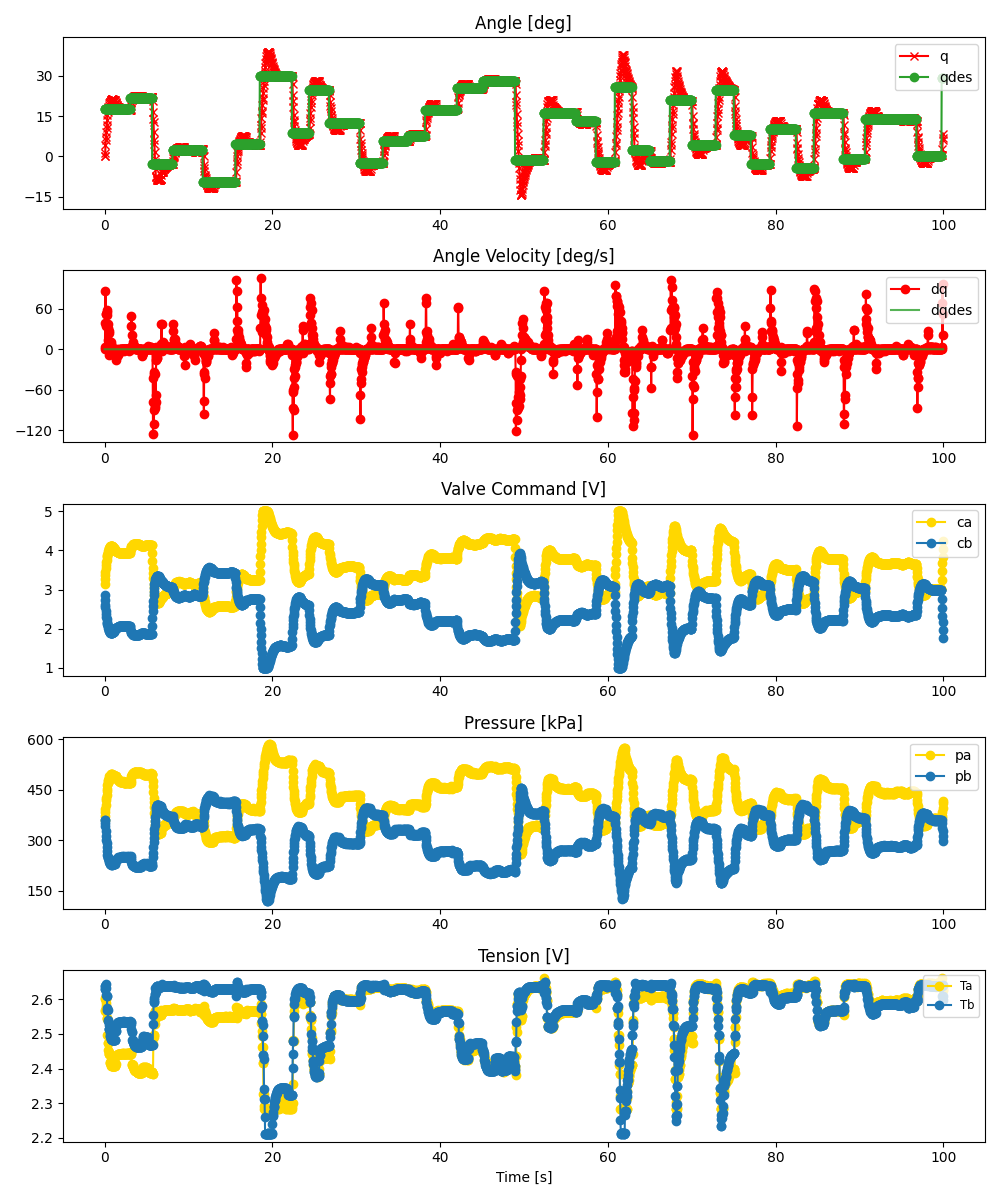 Angle [deg]
30
15
0
−15
q
qdes
0 20 40 60 80 100
Angle Velocity [deg/s]
60
0
−60
−120
dq
dqdes
0 20 40 60 80 100
Valve Command [V]
5
4
3
2
1
ca
cb
0 20 40 60 80 100
Pressure [kPa]
600
450
300
150
pa
pb
0 20 40 60 80 100
Tension [V]
2.6
2.5
2.4
2.3
2.2
Ta
Tb
0 20 40 60 80 100
Time [s]